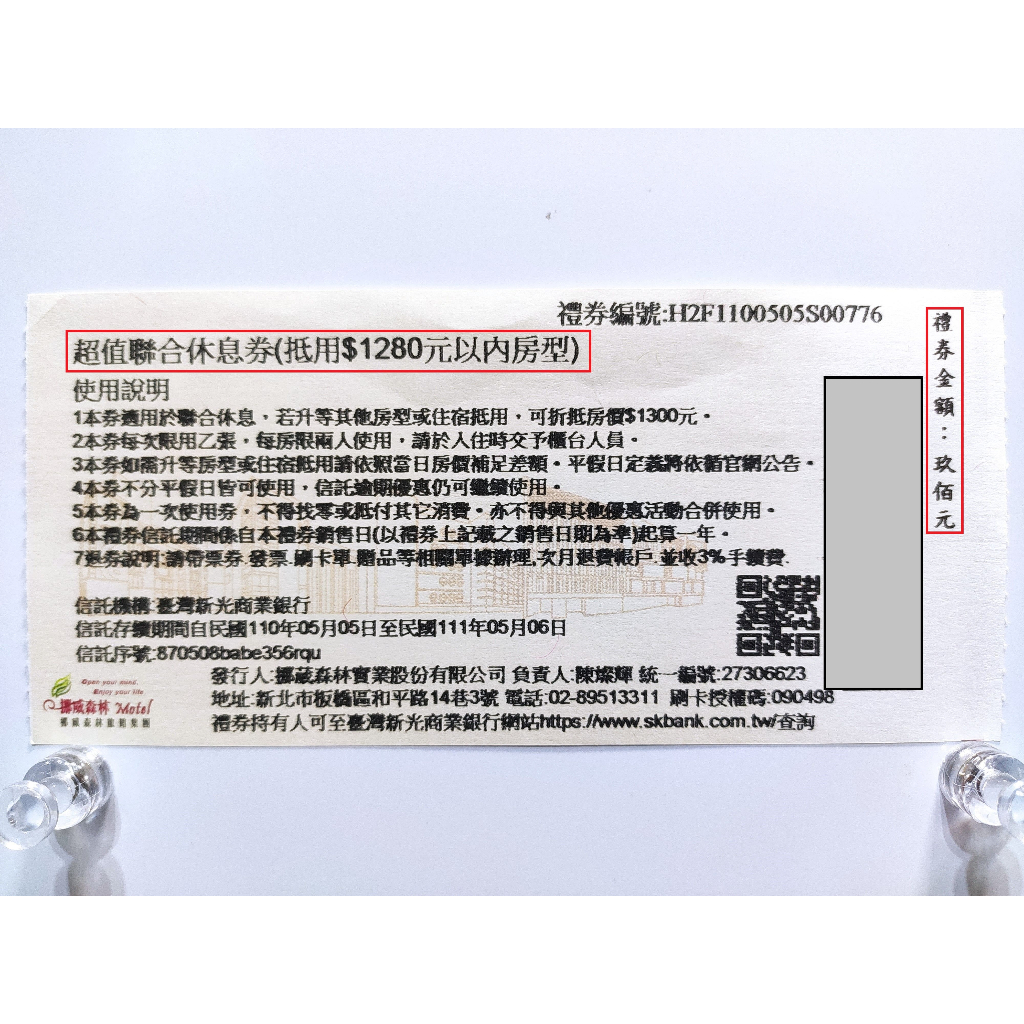 禮券編號:H2F1100505S00776
禮券金額：玖佰元
超值聯合休息券(抵用$1280元以內房型)
使用說明
1本券適用於聯合休息，若升等其他房型或住宿抵用，可折抵房價$1300元。
2本券每次限用乙張，每房限兩人使用，請於入住時交予櫃台人員。
3本券如需升等房型或住宿抵用請依照當日房價補足差額。平假日定義將依循官網公告。
4本券不分平假日皆可使用，信託逾期優惠仍可繼續使用。
5本券為一次使用券，不得找零或抵付其它消費。亦不得與其他優惠活動合併使用。
6本禮券信託期間係自本禮券銷售日(以禮券上記載之銷售日期為準)起算一年。
7退券說明:請帶票券.發票.刷卡單.贈品等相關單據辦理,次月退費帳戶.並收3%手續費.
信託機構:臺灣新光商業銀行
信託存續期間自民國110年05月05日至民國111年05月06日
信託序號:870508babe356rqu
發行人:挪威森林實業股份有限公司 負責人:陳燦輝 統一編號:27306623
地址:新北市板橋區和平路14巷3號 電話:02-89513311 刷卡授權碼:090498
禮券持有人可至臺灣新光商業銀行網站https://www.skbank.com.tw/查詢
Open your mind,
Enjoy your life
挪威森林 Motel
挪威森林旅館集團